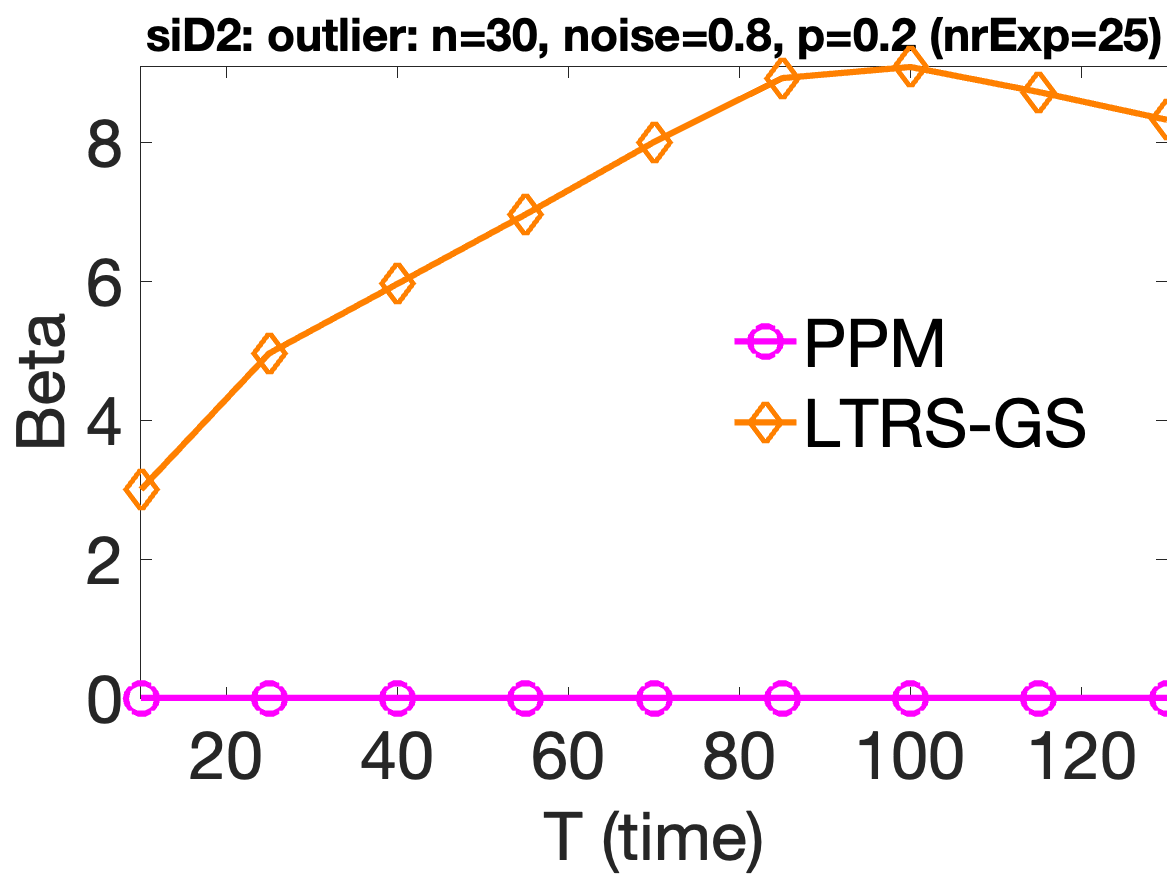 siD2: outlier: n=30, noise=0.8, p=0.2 (nrExp=25)
8
6
4
2
0
Beta
PPM
LTRS-GS
20 40 60 80 100 120
T (time)